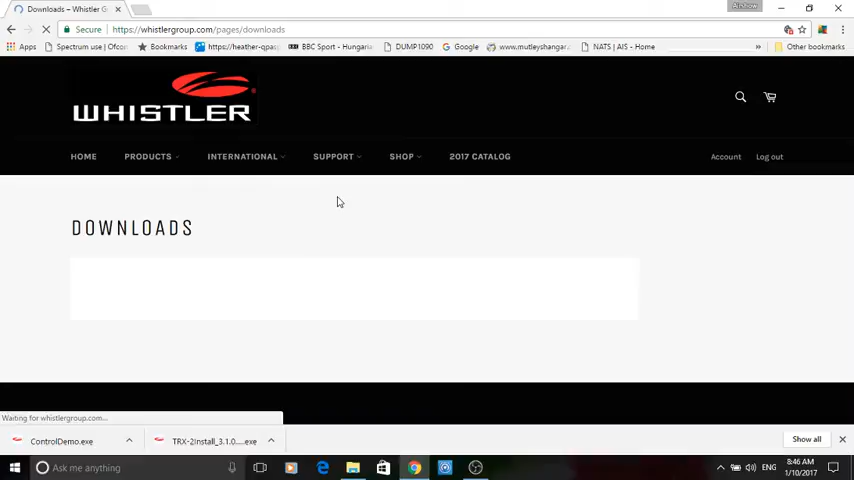 Downloads – Whistler G
Alnshow
Secure
https://whistlergroup.com/pages/downloads
Apps
Spectrum use | Ofcom
Bookmarks
https://heather-qpasg
BBC Sport - Hungaria
DUMP1090
Google
www.mutleyshangar.
NATS | AIS - Home
Other bookmarks
WHISTLER
HOME PRODUCTS INTERNATIONAL SUPPORT SHOP 2017 CATALOG Account Log out
DOWNLOADS
Waiting for whistlergroup.com...
ControlDemo.exe TRX-2Install_3.1.0....exe Show all
Ask me anything
ENG
8:46 AM
1/10/2017